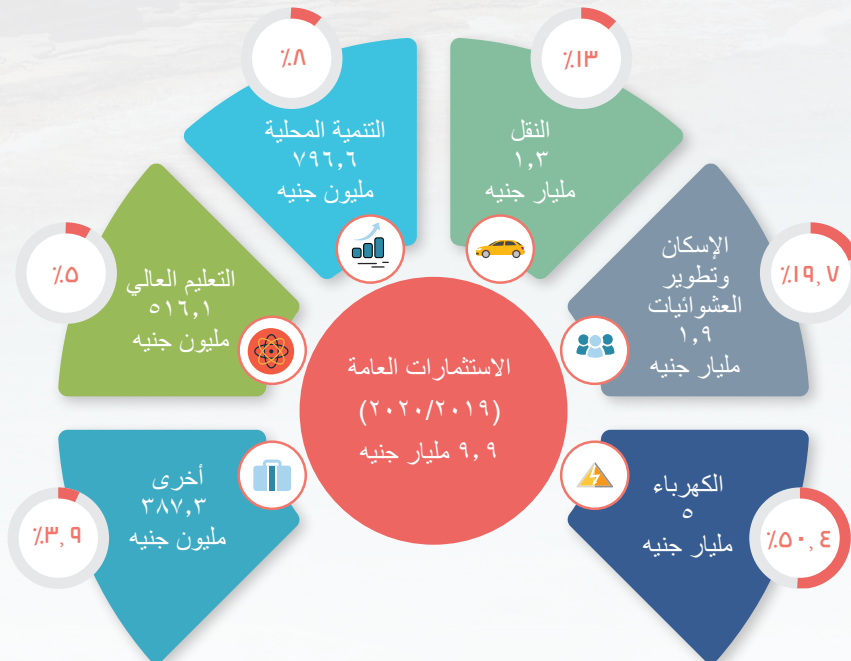 الاستثمارات العامة
(٢٠٢٠/٢٠١٩)
٩,٩ مليار جنيه
٪٥٠,٤
الكهرباء
٥
مليار جنيه
٪١٩,٧
الإسكان
وتطوير
العشوائيات
١,٩
مليار جنيه
٪١٣
النقل
١,٣
مليار جنيه
٪٨
التنمية المحلية
٧٩٦,٦
مليون جنيه
٪٥
التعليم العالي
٥١٦,١
مليون جنيه
٪٣,٩
أخرى
٣٨٧,٣
مليون جنيه